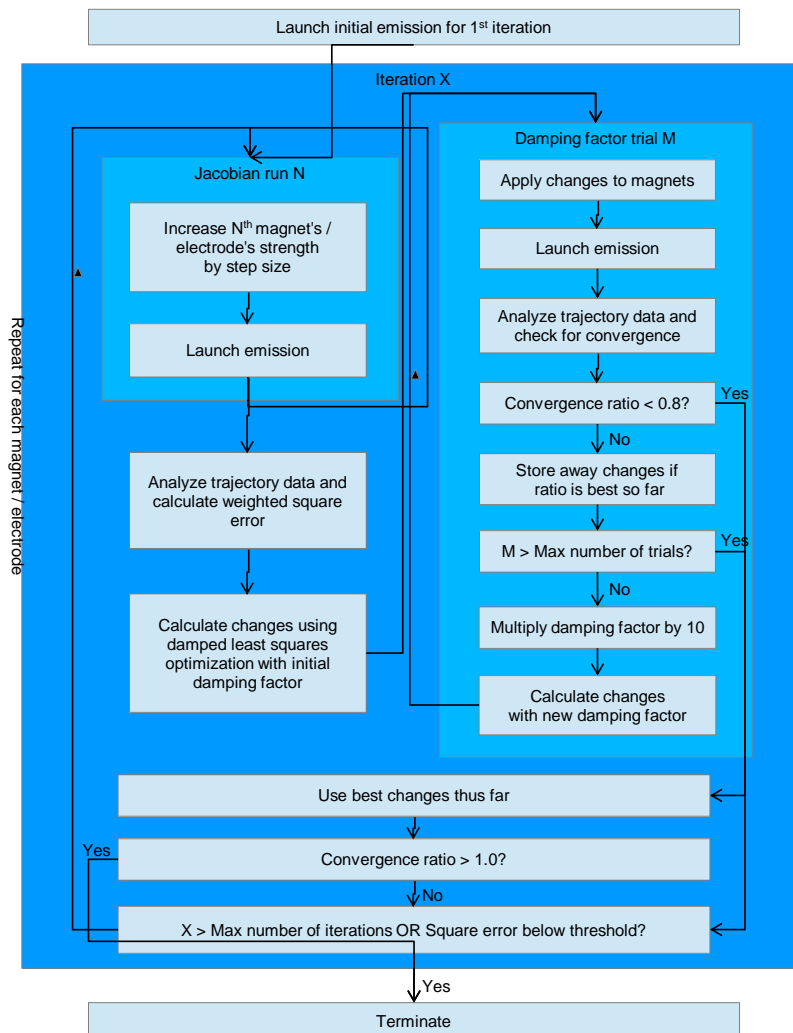 Launch initial emission for 1st iteration
Iteration X
Jacobian run N
Increase Nth magnet's /
electrode's strength
by step size
Launch emission
Analyze trajectory data and
calculate weighted square
error
Calculate changes using
damped least squares
optimization with initial
damping factor
Repeat for each magnet / electrode
Damping factor trial M
Apply changes to magnets
Launch emission
Analyze trajectory data and
check for convergence
Convergence ratio < 0.8?
Yes
No
Store away changes if
ratio is best so far
M > Max number of trials?
Yes
No
Multiply damping factor by 10
Calculate changes
with new damping factor
Use best changes thus far
Yes
Convergence ratio > 1.0?
No
X > Max number of iterations OR Square error below threshold?
Yes
Terminate